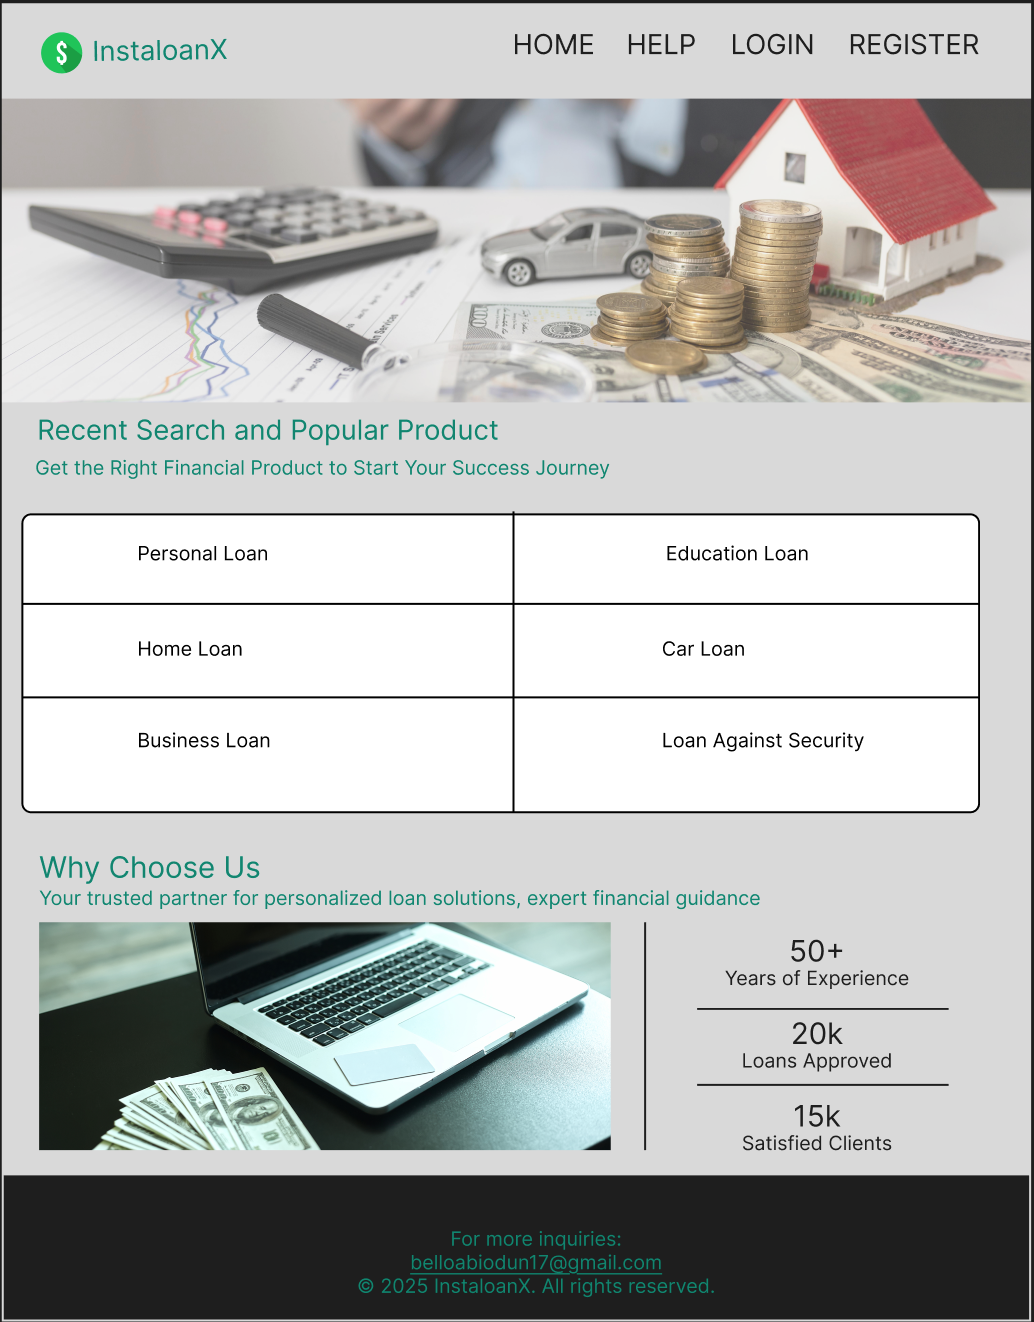 InstaloanX
HOME HELP LOGIN REGISTER
100
Recent Search and Popular Product
Get the Right Financial Product to Start Your Success Journey
Personal Loan
Education Loan
Home Loan
Car Loan
Business Loan
Loan Against Security
Why Choose Us
Your trusted partner for personalized loan solutions, expert financial guidance
50+
Years of Experience
20k
Loans Approved
15k
Satisfied Clients
For more inquiries:
belloabiodun17@gmail.com
© 2025 InstaloanX. All rights reserved.